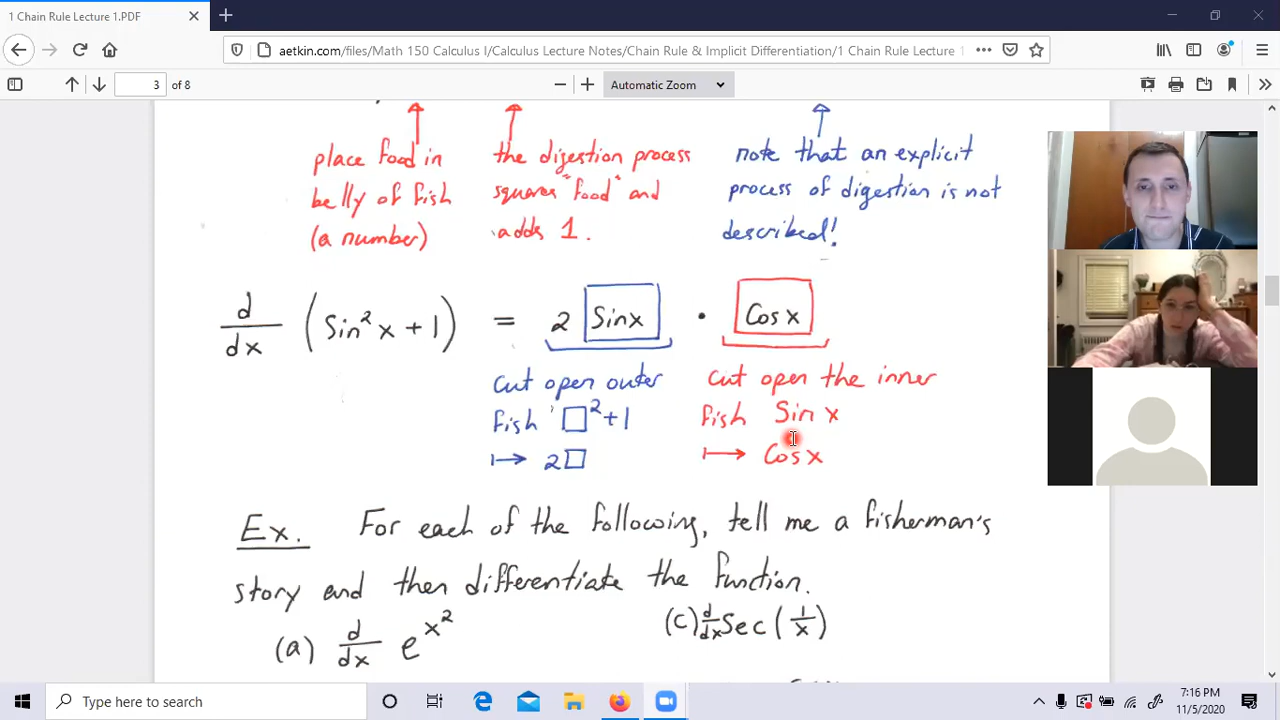 1 Chain Rule Lecture 1.PDF
aetkin.com/files/Math 150 Calculus I/Calculus Lecture Notes/Chain Rule & Implicit Differentiation/1 Chain Rule Lecture 1
3 of 8
Automatic Zoom
place food in the digestion process note that an explicit
belly of fish squares "food" and process of digestion is not
(a number) adds 1. described!
d/dx (Sin² x + 1) = 2 Sinx · Cos x
cut open outer cut open the inner
fish □² + 1 fish Sin x
↦ 2□ ↦ Cos x
Ex. For each of the following, tell me a fisherman's
story and then differentiate the function.
(a) d/dx e^x² (c) d/dx Sec (1/x)
Type here to search
7:16 PM
11/5/2020